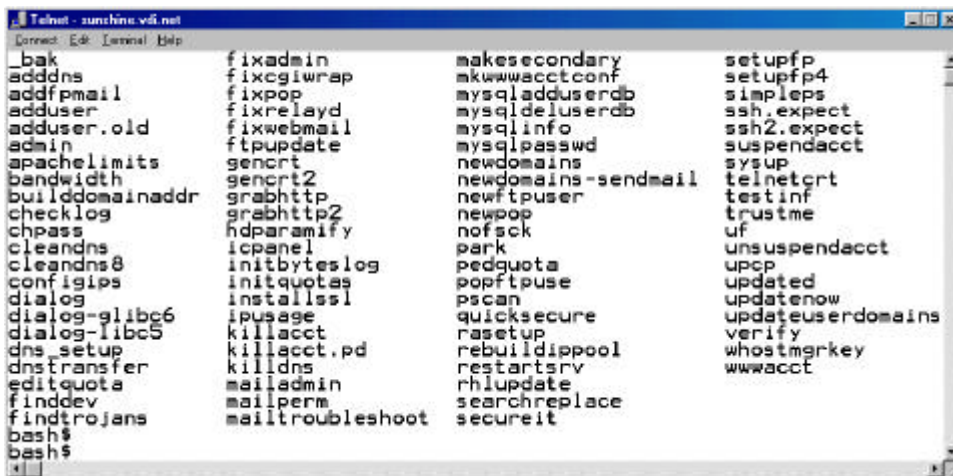 Telnet - sunchine.vdi.net
Connect Edit Terminal Help
_bak fixadmin makesecondary setupfp
adddns fixcgiwrap mkwwwacctconf setupfp4
addfpmail fixpop mysqladduserdb simpleps
adduser fixrelayd mysqldeluserdb ssh.expect
adduser.old fixwebmail mysqlinfo ssh2.expect
admin ftpupdate mysqlpasswd suspendacct
apachelimits gencrt newdomains sysup
bandwidth gencrt2 newdomains-sendmail telnetcrt
builddomainaddr grabhttp newftpuser testinf
checklog grabhttp2 newpop trustme
chpass hdparamify nofsck uf
cleandns icpanel park unsuspendacct
cleandns8 initbyteslog pedquota upcp
configips initquotas popftpuse updated
dialog installssl pscan updatenow
dialog-glibc6 ipusage quicksecure updateuserdomains
dialog-libc5 killacct rasetup verify
dns_setup killacct.pd rebuildippool whostmgrkey
dnstransfer killdns restartsrv wwwacct
editquota mailadmin rhlupdate
finddev mailperm searchreplace
findtrojans mailtroubleshoot secureit
bash$
bash$